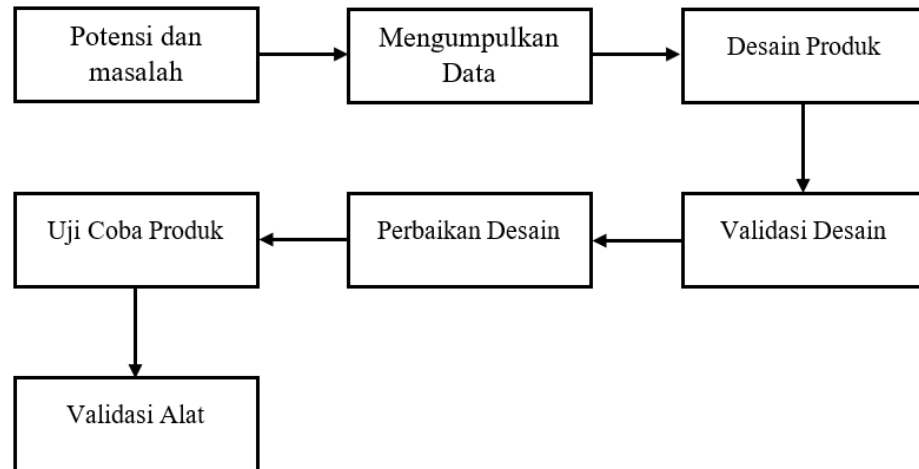 Potensi dan
masalah
Mengumpulkan
Data
Desain Produk
Uji Coba Produk
Perbaikan Desain
Validasi Desain
Validasi Alat